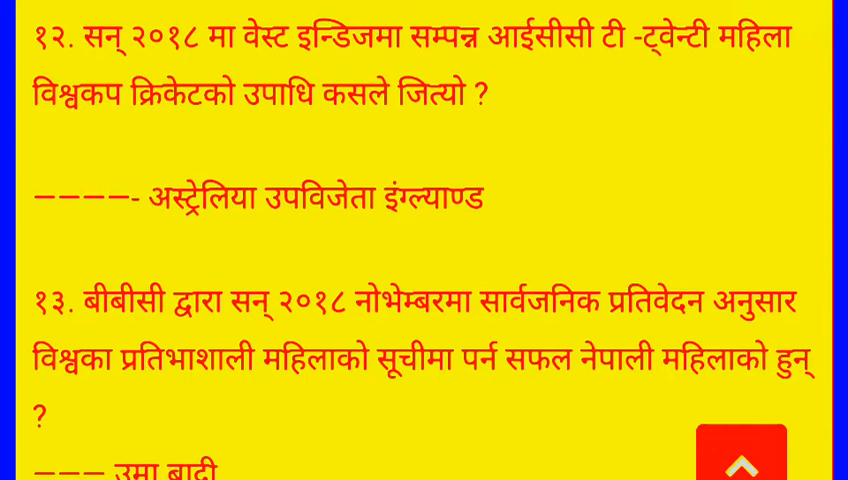 १२. सन् २०१८ मा वेस्ट इन्डिजमा सम्पन्न आईसीसी टी -ट्वेन्टी महिला
विश्वकप क्रिकेटको उपाधि कसले जित्यो ?
————- अस्ट्रेलिया उपविजेता इंग्ल्याण्ड
१३. बीबीसी द्वारा सन् २०१८ नोभेम्बरमा सार्वजनिक प्रतिवेदन अनुसार
विश्वका प्रतिभाशाली महिलाको सूचीमा पर्न सफल नेपाली महिलाको हुन्
?
——— उमा बादी